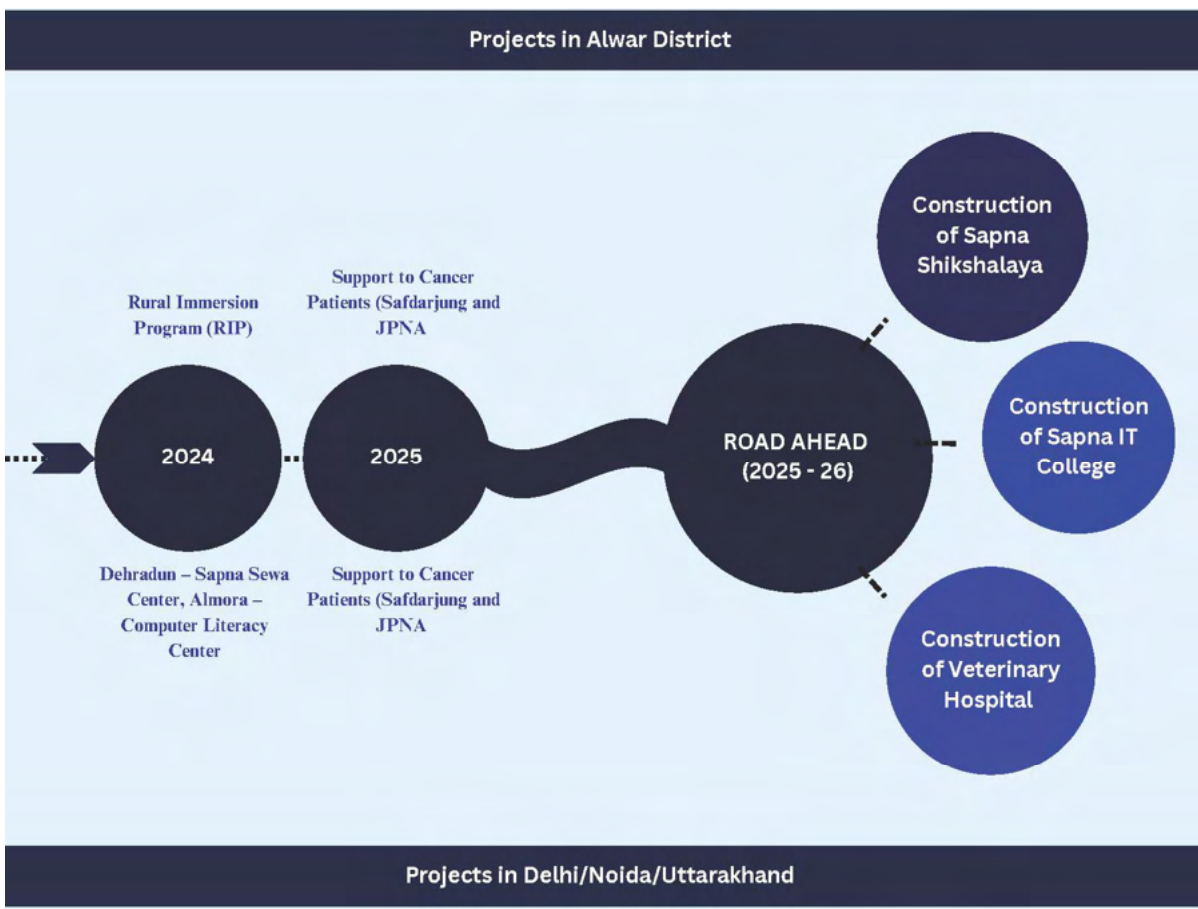 Projects in Alwar District
Rural Immersion
Program (RIP)
Support to Cancer
Patients (Safdarjung and
JPNA
2024
2025
Dehradun – Sapna Sewa
Center, Almora –
Computer Literacy
Center
Support to Cancer
Patients (Safdarjung and
JPNA
ROAD AHEAD
(2025 - 26)
Construction
of Sapna
Shikshalaya
Construction
of Sapna IT
College
Construction
of Veterinary
Hospital
Projects in Delhi/Noida/Uttarakhand